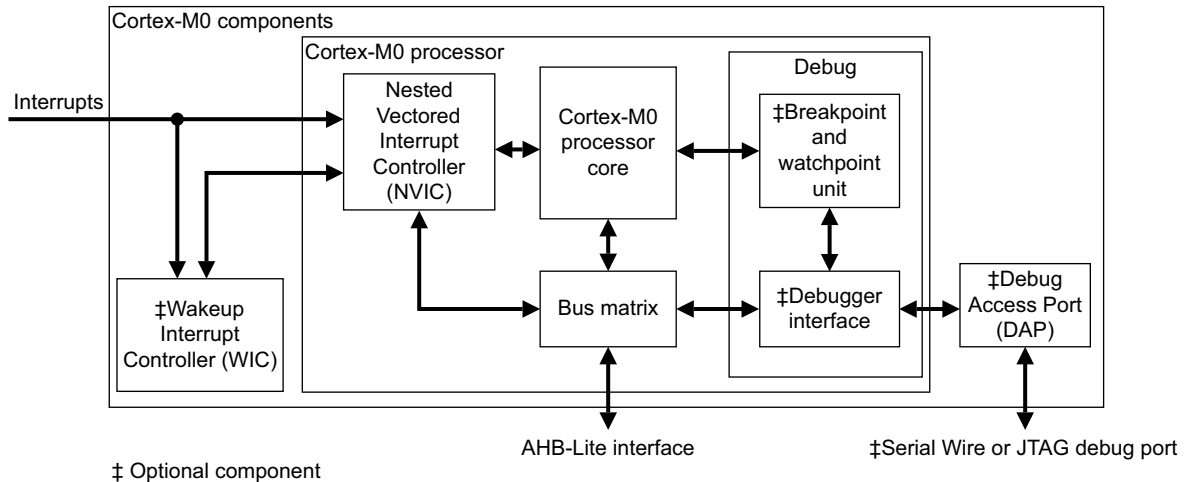 Cortex-M0 components
Cortex-M0 processor
Interrupts
Nested
Vectored
Interrupt
Controller
(NVIC)
Cortex-M0
processor
core
Debug
‡Breakpoint
and
watchpoint
unit
‡Wakeup
Interrupt
Controller (WIC)
Bus matrix
‡Debugger
interface
‡Debug
Access Port
(DAP)
AHB-Lite interface
‡Serial Wire or JTAG debug port
‡ Optional component